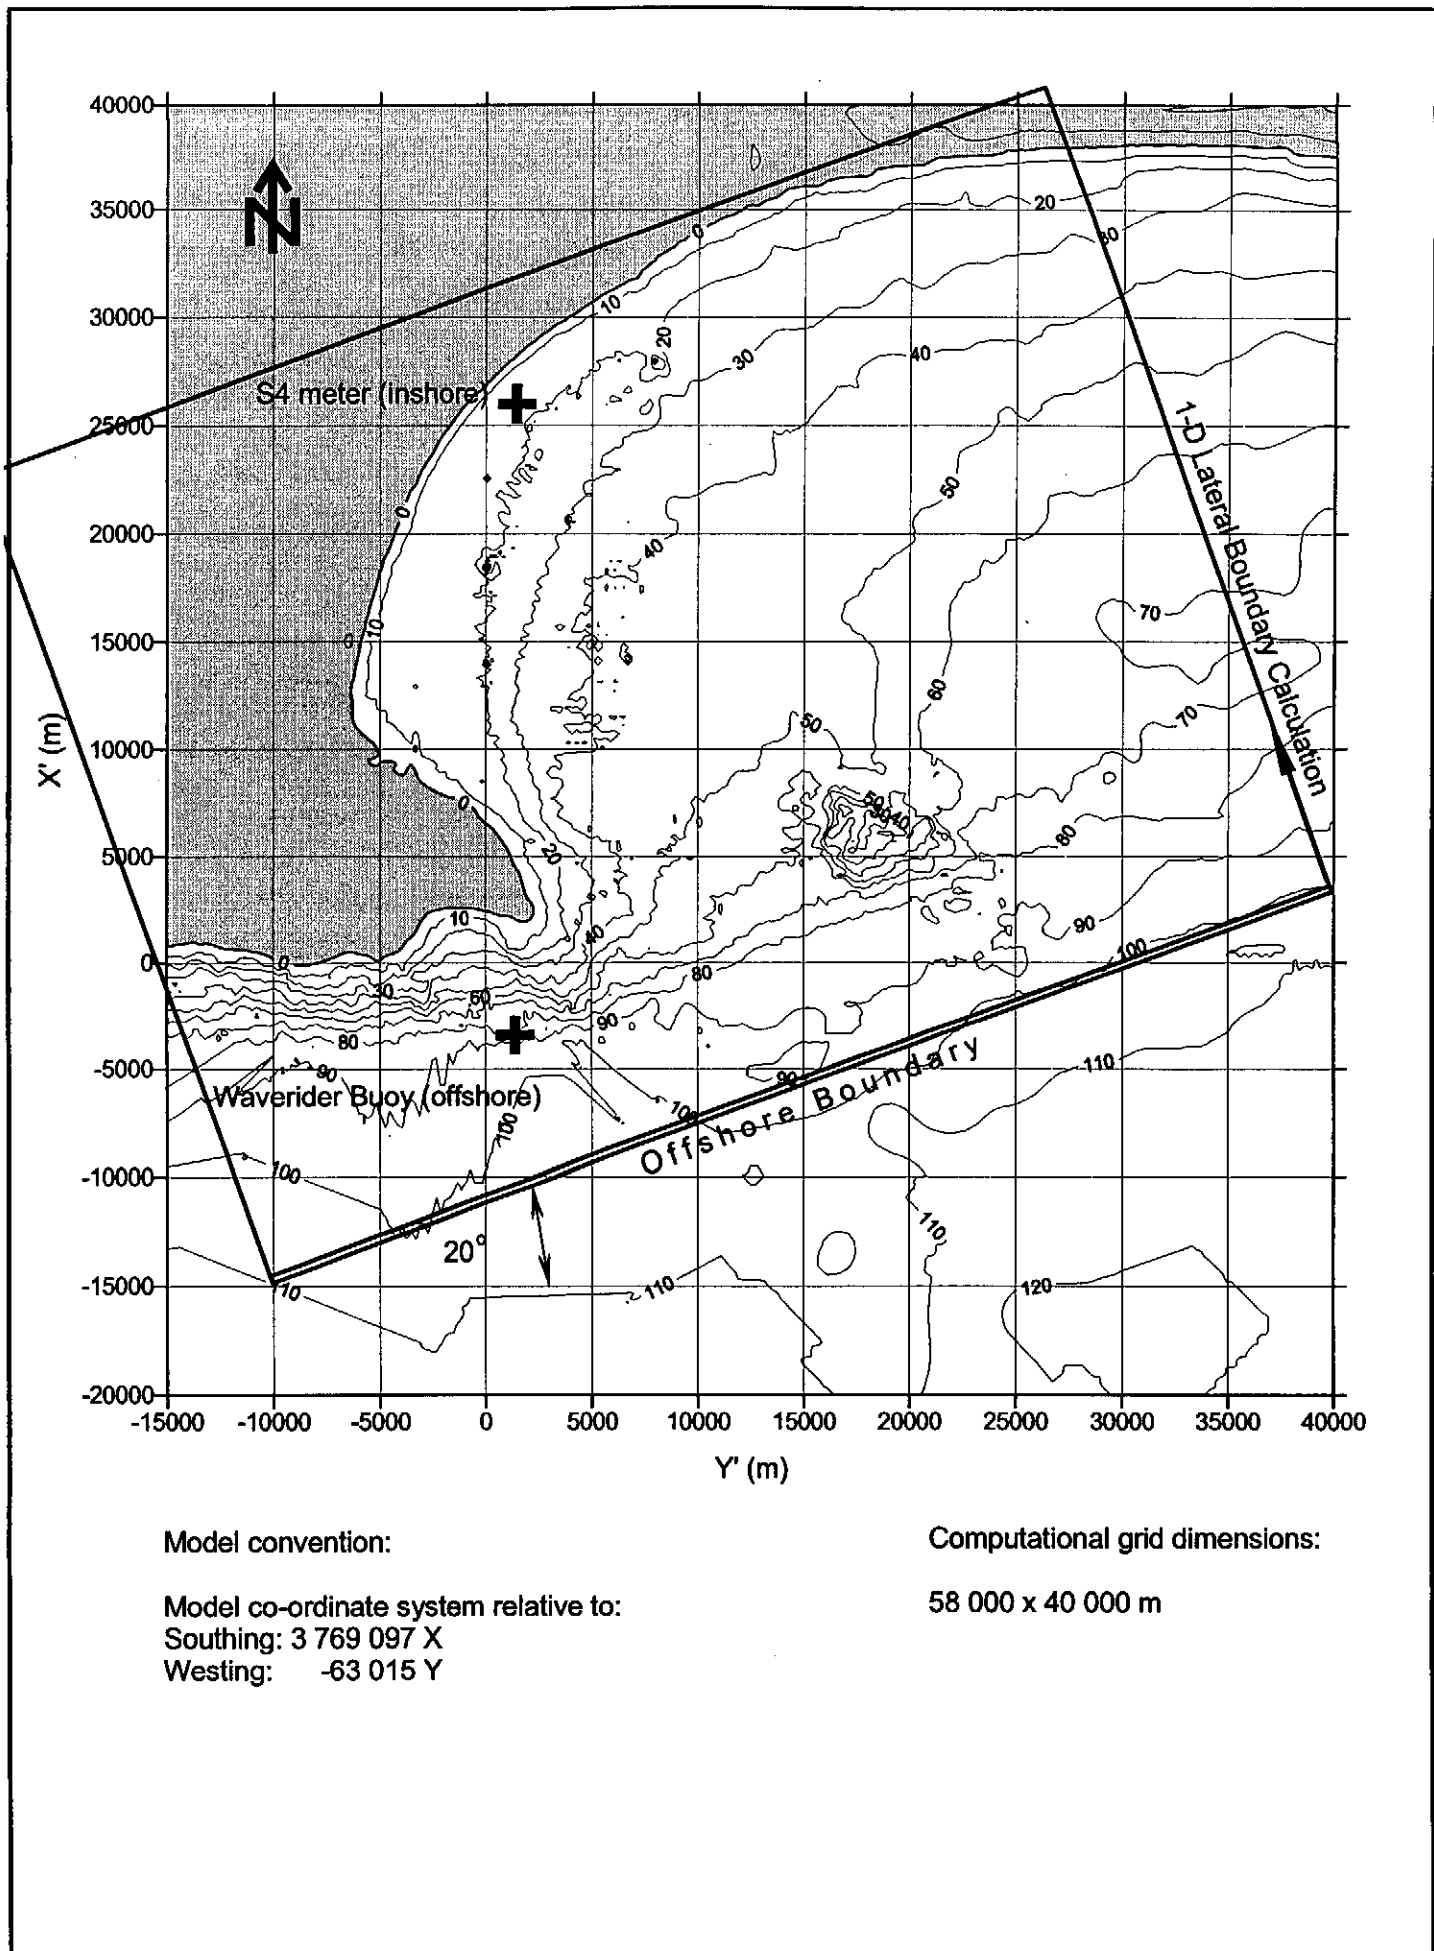 40000
35000
30000
25000
20000
15000
10000
5000
0
-5000
-10000
-15000
-20000
X' (m)
-15000 -10000 -5000 0 5000 10000 15000 20000 25000 30000 35000 40000
Y' (m)
N
S4 meter (inshore)
Waverider Buoy (offshore)
1-D Lateral Boundary Calculation
Offshore Boundary
20°
0
10
20
30
40
50
60
70
80
90
100
110
120
Model convention:
Model co-ordinate system relative to:
Southing: 3 769 097 X
Westing: -63 015 Y
Computational grid dimensions:
58 000 x 40 000 m